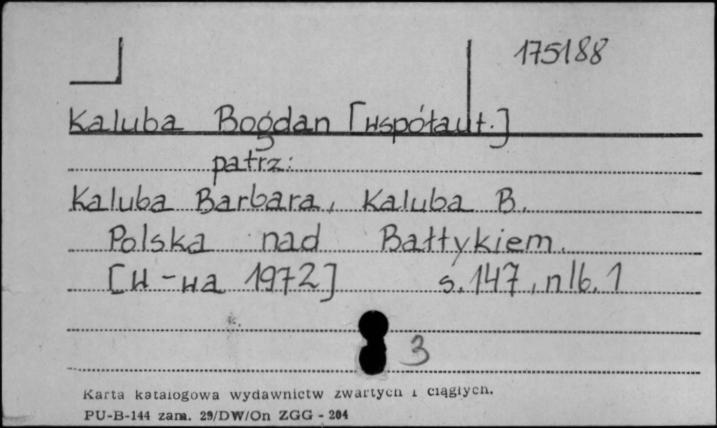 175188
Kaluba Bogdan [współaut.]
patrz:
Kaluba Barbara, Kaluba B.
Polska nad Bałtykiem.
[W-wa 1972] s. 147, nlb. 1
3
Karta katalogowa wydawnictw zwartych i ciągłych.
PU-B-144 zam. 29/DW/On ZGG - 204